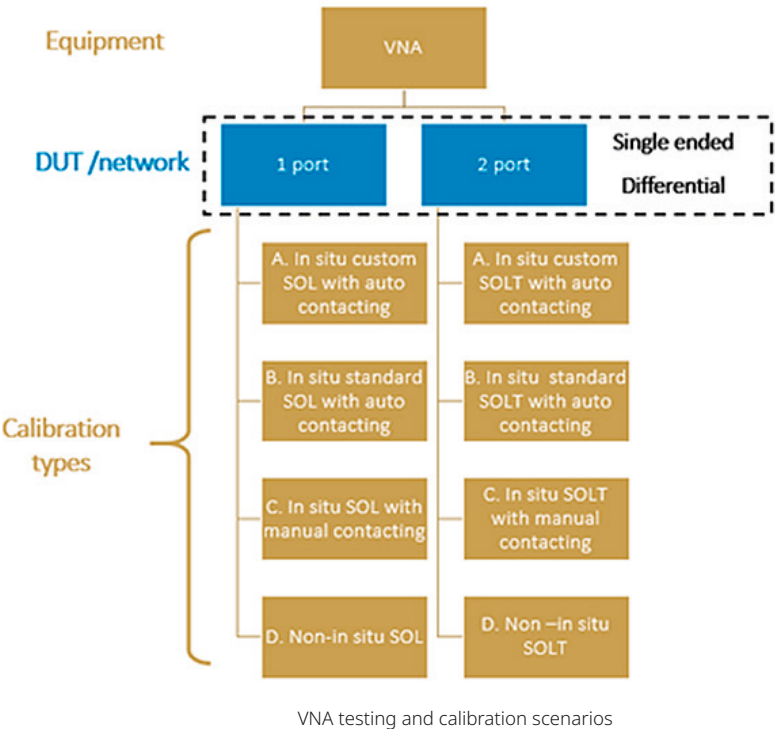 Equipment
VNA
DUT /network
1 port
2 port
Single ended
Differential
A. In situ custom
SOL with auto
contacting
A. In situ custom
SOLT with auto
contacting
B. In situ standard
SOL with auto
contacting
B. In situ standard
SOLT with auto
contacting
Calibration
types
C. In situ SOL with
manual contacting
C. In situ SOLT
with manual
contacting
D. Non-in situ SOL
D. Non –in situ
SOLT
VNA testing and calibration scenarios